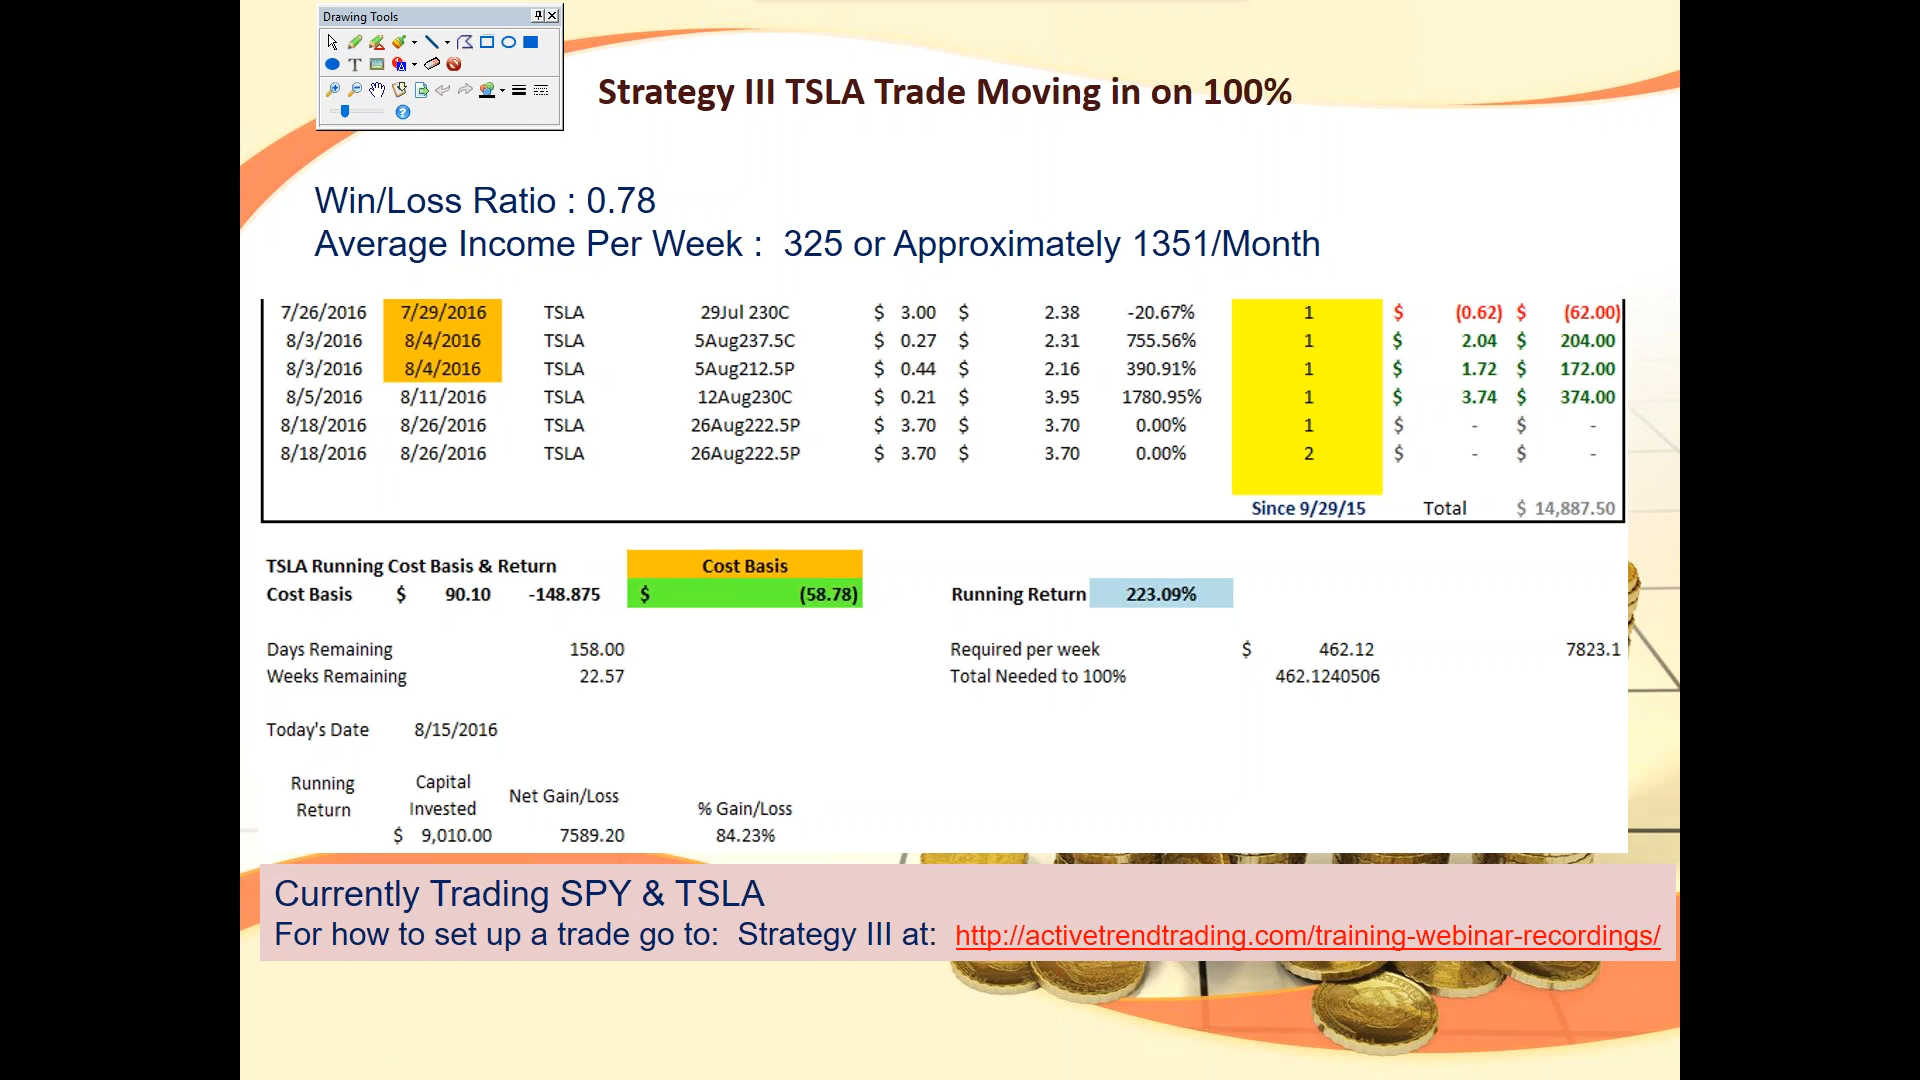 Drawing Tools
Strategy III TSLA Trade Moving in on 100%
Win/Loss Ratio : 0.78
Average Income Per Week : 325 or Approximately 1351/Month
7/26/2016 7/29/2016 TSLA 29Jul 230C $ 3.00 $ 2.38 -20.67% 1 $ (0.62) $ (62.00)
8/3/2016 8/4/2016 TSLA 5Aug237.5C $ 0.27 $ 2.31 755.56% 1 $ 2.04 $ 204.00
8/3/2016 8/4/2016 TSLA 5Aug212.5P $ 0.44 $ 2.16 390.91% 1 $ 1.72 $ 172.00
8/5/2016 8/11/2016 TSLA 12Aug230C $ 0.21 $ 3.95 1780.95% 1 $ 3.74 $ 374.00
8/18/2016 8/26/2016 TSLA 26Aug222.5P $ 3.70 $ 3.70 0.00% 1 $ - $ -
8/18/2016 8/26/2016 TSLA 26Aug222.5P $ 3.70 $ 3.70 0.00% 2 $ - $ -
Since 9/29/15 Total $ 14,887.50
TSLA Running Cost Basis & Return Cost Basis
Cost Basis $ 90.10 -148.875 $ (58.78) Running Return 223.09%
Days Remaining 158.00 Required per week $ 462.12 7823.1
Weeks Remaining 22.57 Total Needed to 100% 462.1240506
Today's Date 8/15/2016
Running Return Capital Invested Net Gain/Loss % Gain/Loss
$ 9,010.00 7589.20 84.23%
Currently Trading SPY & TSLA
For how to set up a trade go to: Strategy III at: http://activetrendtrading.com/training-webinar-recordings/